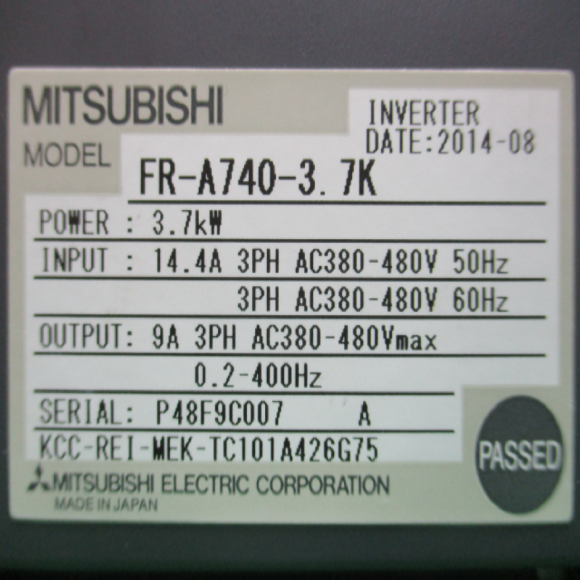 MITSUBISHI
INVERTER
DATE:2014-08
MODEL FR-A740-3.7K
POWER : 3.7kW
INPUT : 14.4A 3PH AC380-480V 50Hz
3PH AC380-480V 60Hz
OUTPUT: 9A 3PH AC380-480Vmax
0.2-400Hz
SERIAL: P48F9C007 A
KCC-REI-MEK-TC101A426G75
PASSED
MITSUBISHI ELECTRIC CORPORATION
MADE IN JAPAN